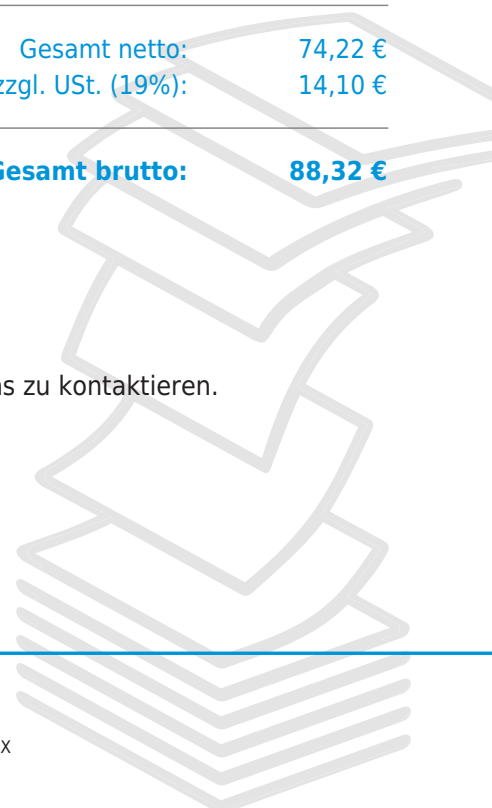 Gesamt netto: 74,22 €
zzgl. USt. (19%): 14,10 €
Gesamt brutto: 88,32 €
zu kontaktieren.